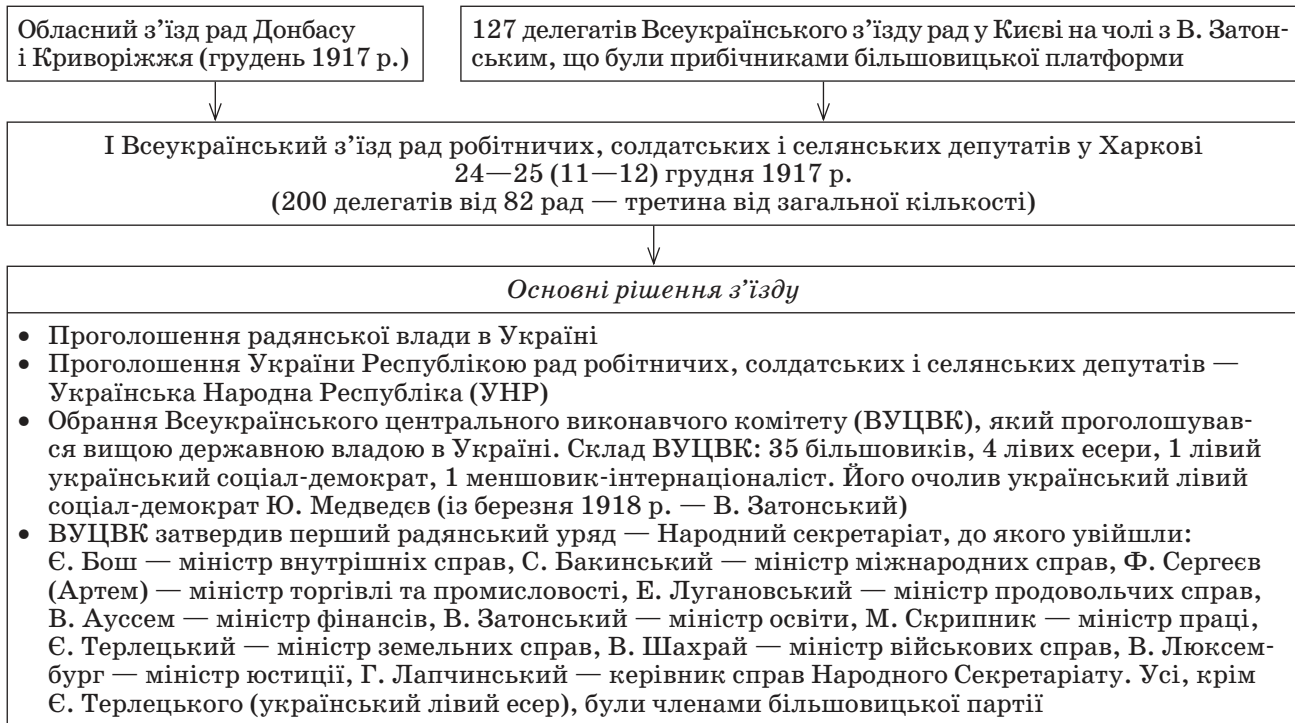 Обласний з’їзд рад Донбасу
і Криворіжжя (грудень 1917 р.)
127 делегатів Всеукраїнського з’їзду рад у Києві на чолі з В. Затон-
ським, що були прибічниками більшовицької платформи
І Всеукраїнський з’їзд рад робітничих, солдатських і селянських депутатів у Харкові
24—25 (11—12) грудня 1917 р.
(200 делегатів від 82 рад — третина від загальної кількості)
Основні рішення з’їзду
• Проголошення радянської влади в Україні
• Проголошення України Республікою рад робітничих, солдатських і селянських депутатів —
Українська Народна Республіка (УНР)
• Обрання Всеукраїнського центрального виконавчого комітету (ВУЦВК), який проголошував-
ся вищою державною владою в Україні. Склад ВУЦВК: 35 більшовиків, 4 лівих есери, 1 лівий
український соціал-демократ, 1 меншовик-інтернаціоналіст. Його очолив український лівий
соціал-демократ Ю. Медведєв (із березня 1918 р. — В. Затонський)
• ВУЦВК затвердив перший радянський уряд — Народний секретаріат, до якого увійшли:
Є. Бош — міністр внутрішніх справ, С. Бакинський — міністр міжнародних справ, Ф. Сергеєв
(Артем) — міністр торгівлі та промисловості, Е. Лугановський — міністр продовольчих справ,
В. Ауссем — міністр фінансів, В. Затонський — міністр освіти, М. Скрипник — міністр праці,
Є. Терлецький — міністр земельних справ, В. Шахрай — міністр військових справ, В. Люксем-
бург — міністр юстиції, Г. Лапчинський — керівник справ Народного Секретаріату. Усі, крім
Є. Терлецького (український лівий есер), були членами більшовицької партії